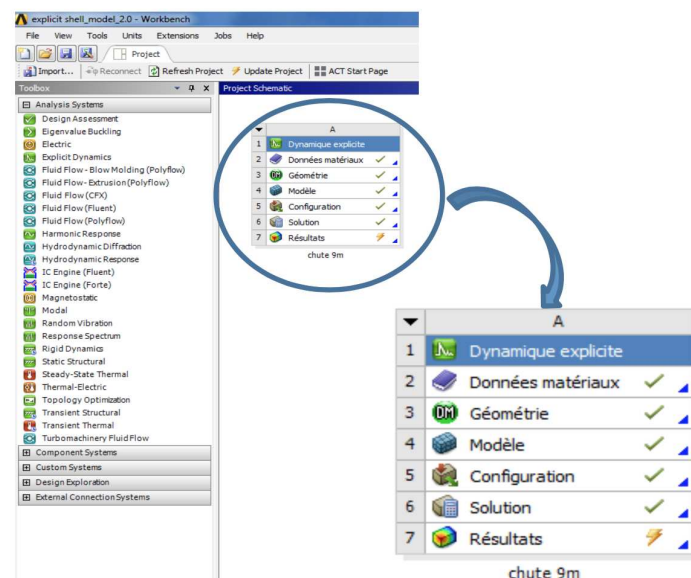 explicit shell_model_2.0 - Workbench
File View Tools Units Extensions Jobs Help
Project
Import... Reconnect Refresh Project Update Project ACT Start Page
Toolbox
Project Schematic
Analysis Systems
Design Assessment
Eigenvalue Buckling
Electric
Explicit Dynamics
Fluid Flow - Blow Molding (Polyflow)
Fluid Flow - Extrusion (Polyflow)
Fluid Flow (CFX)
Fluid Flow (Fluent)
Fluid Flow (Polyflow)
Harmonic Response
Hydrodynamic Diffraction
Hydrodynamic Response
IC Engine (Fluent)
IC Engine (Forte)
Magnetostatic
Modal
Random Vibration
Response Spectrum
Rigid Dynamics
Static Structural
Steady-State Thermal
Thermal-Electric
Topology Optimization
Transient Structural
Transient Thermal
Turbomachinery Fluid Flow
Component Systems
Custom Systems
Design Exploration
External Connection Systems
A
1 Dynamique explicite
2 Données matériaux
3 DM Géométrie
4 Modèle
5 Configuration
6 Solution
7 Résultats
chute 9m
A
1 Dynamique explicite
2 Données matériaux
3 DM Géométrie
4 Modèle
5 Configuration
6 Solution
7 Résultats
chute 9m